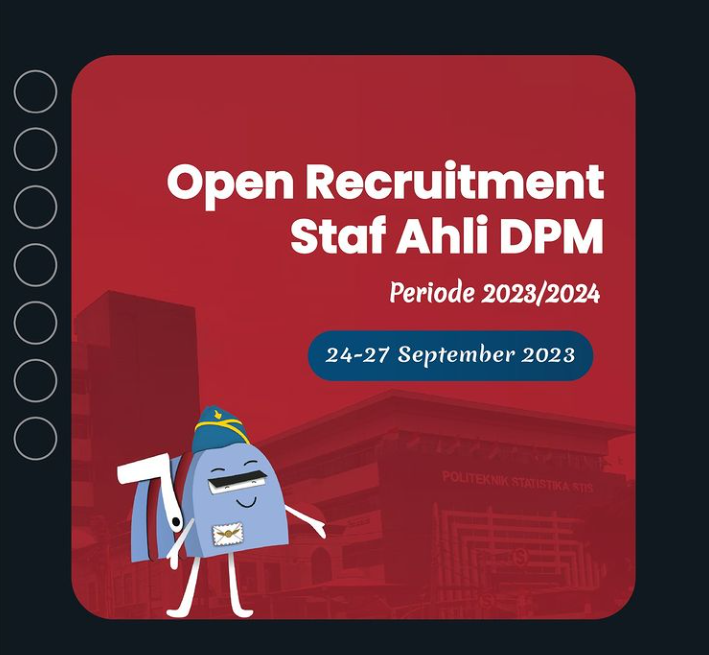 Open Recruitment
Staf Ahli DPM
Periode 2023/2024
24-27 September 2023
POLITEKNIK STATISTIKA STIS